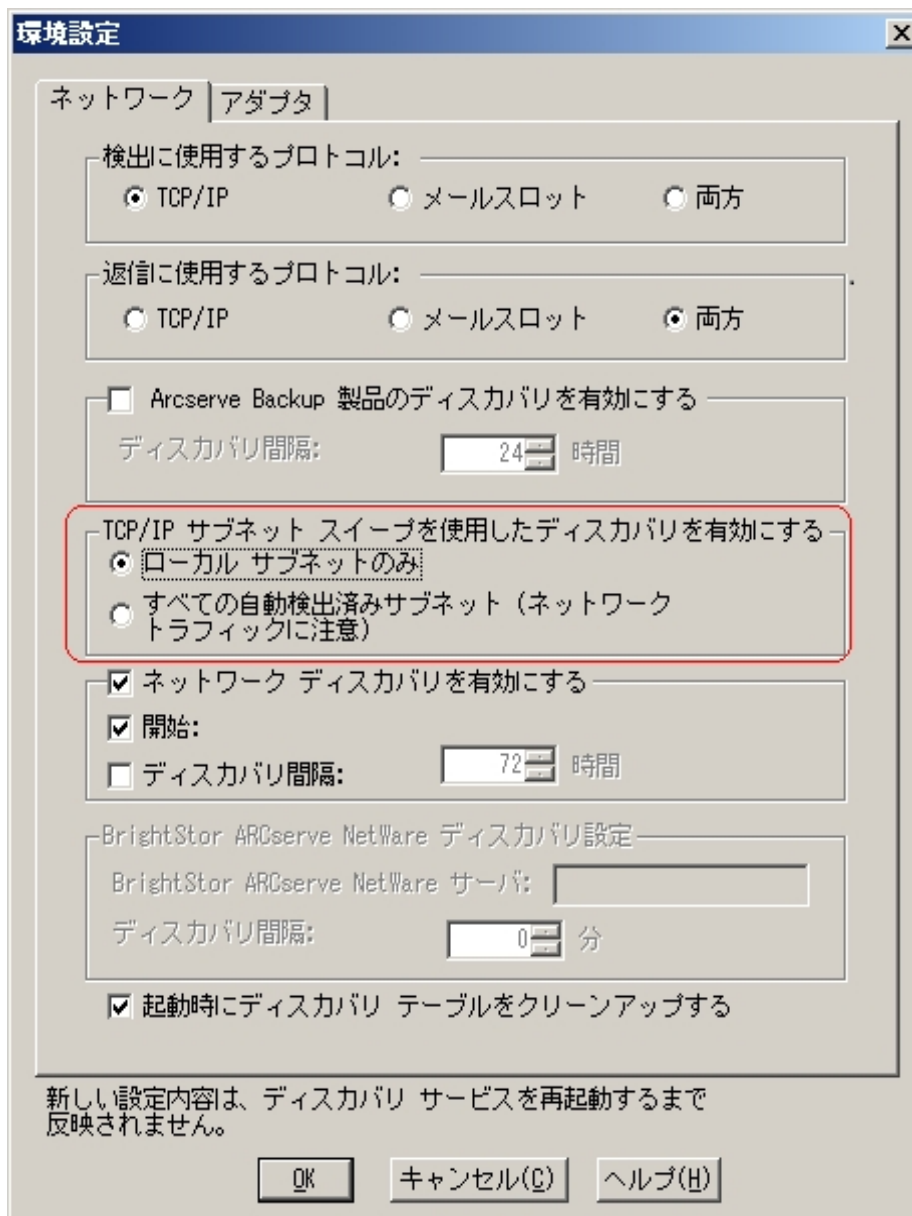 環境設定
ネットワーク
アダプタ
検出に使用するプロトコル:
TCP/IP
メールスロット
両方
返信に使用するプロトコル:
TCP/IP
メールスロット
両方
Arcserve Backup 製品のディスカバリを有効にする
ディスカバリ間隔:
24
時間
TCP/IP サブネット スイープを使用したディスカバリを有効にする
ローカル サブネットのみ
すべての自動検出済みサブネット (ネットワーク
トラフィックに注意)
ネットワーク ディスカバリを有効にする
開始:
ディスカバリ間隔:
72
時間
BrightStor ARCserve NetWare ディスカバリ設定
BrightStor ARCserve NetWare サーバ:
ディスカバリ間隔:
0
分
起動時にディスカバリ テーブルをクリーンアップする
新しい設定内容は、ディスカバリ サービスを再起動するまで
反映されません。
OK
キャンセル(C)
ヘルプ(H)